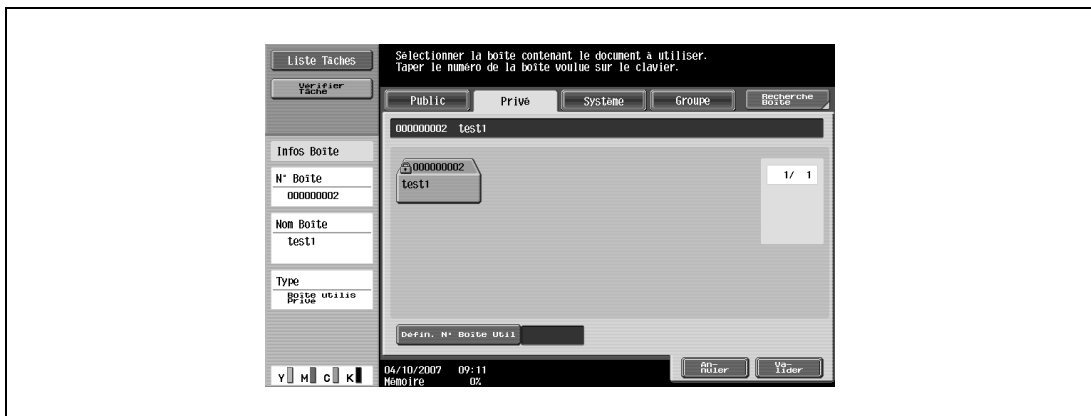 Liste Tâches
Vérifier
Tâche
Sélectionner la boîte contenant le document à utiliser.
Taper le numéro de la boîte voulue sur le clavier.
Public
Privé
Système
Groupe
Recherche
Boîte
000000002 test1
Infos Boîte
N° Boîte
000000002
Nom Boîte
test1
Type
Boîte utilis
Privé
000000002
test1
1/ 1
Défin. N° Boîte Util
An-
nuler
Va-
lider
Y M C K
04/10/2007 09:11
Mémoire 0%